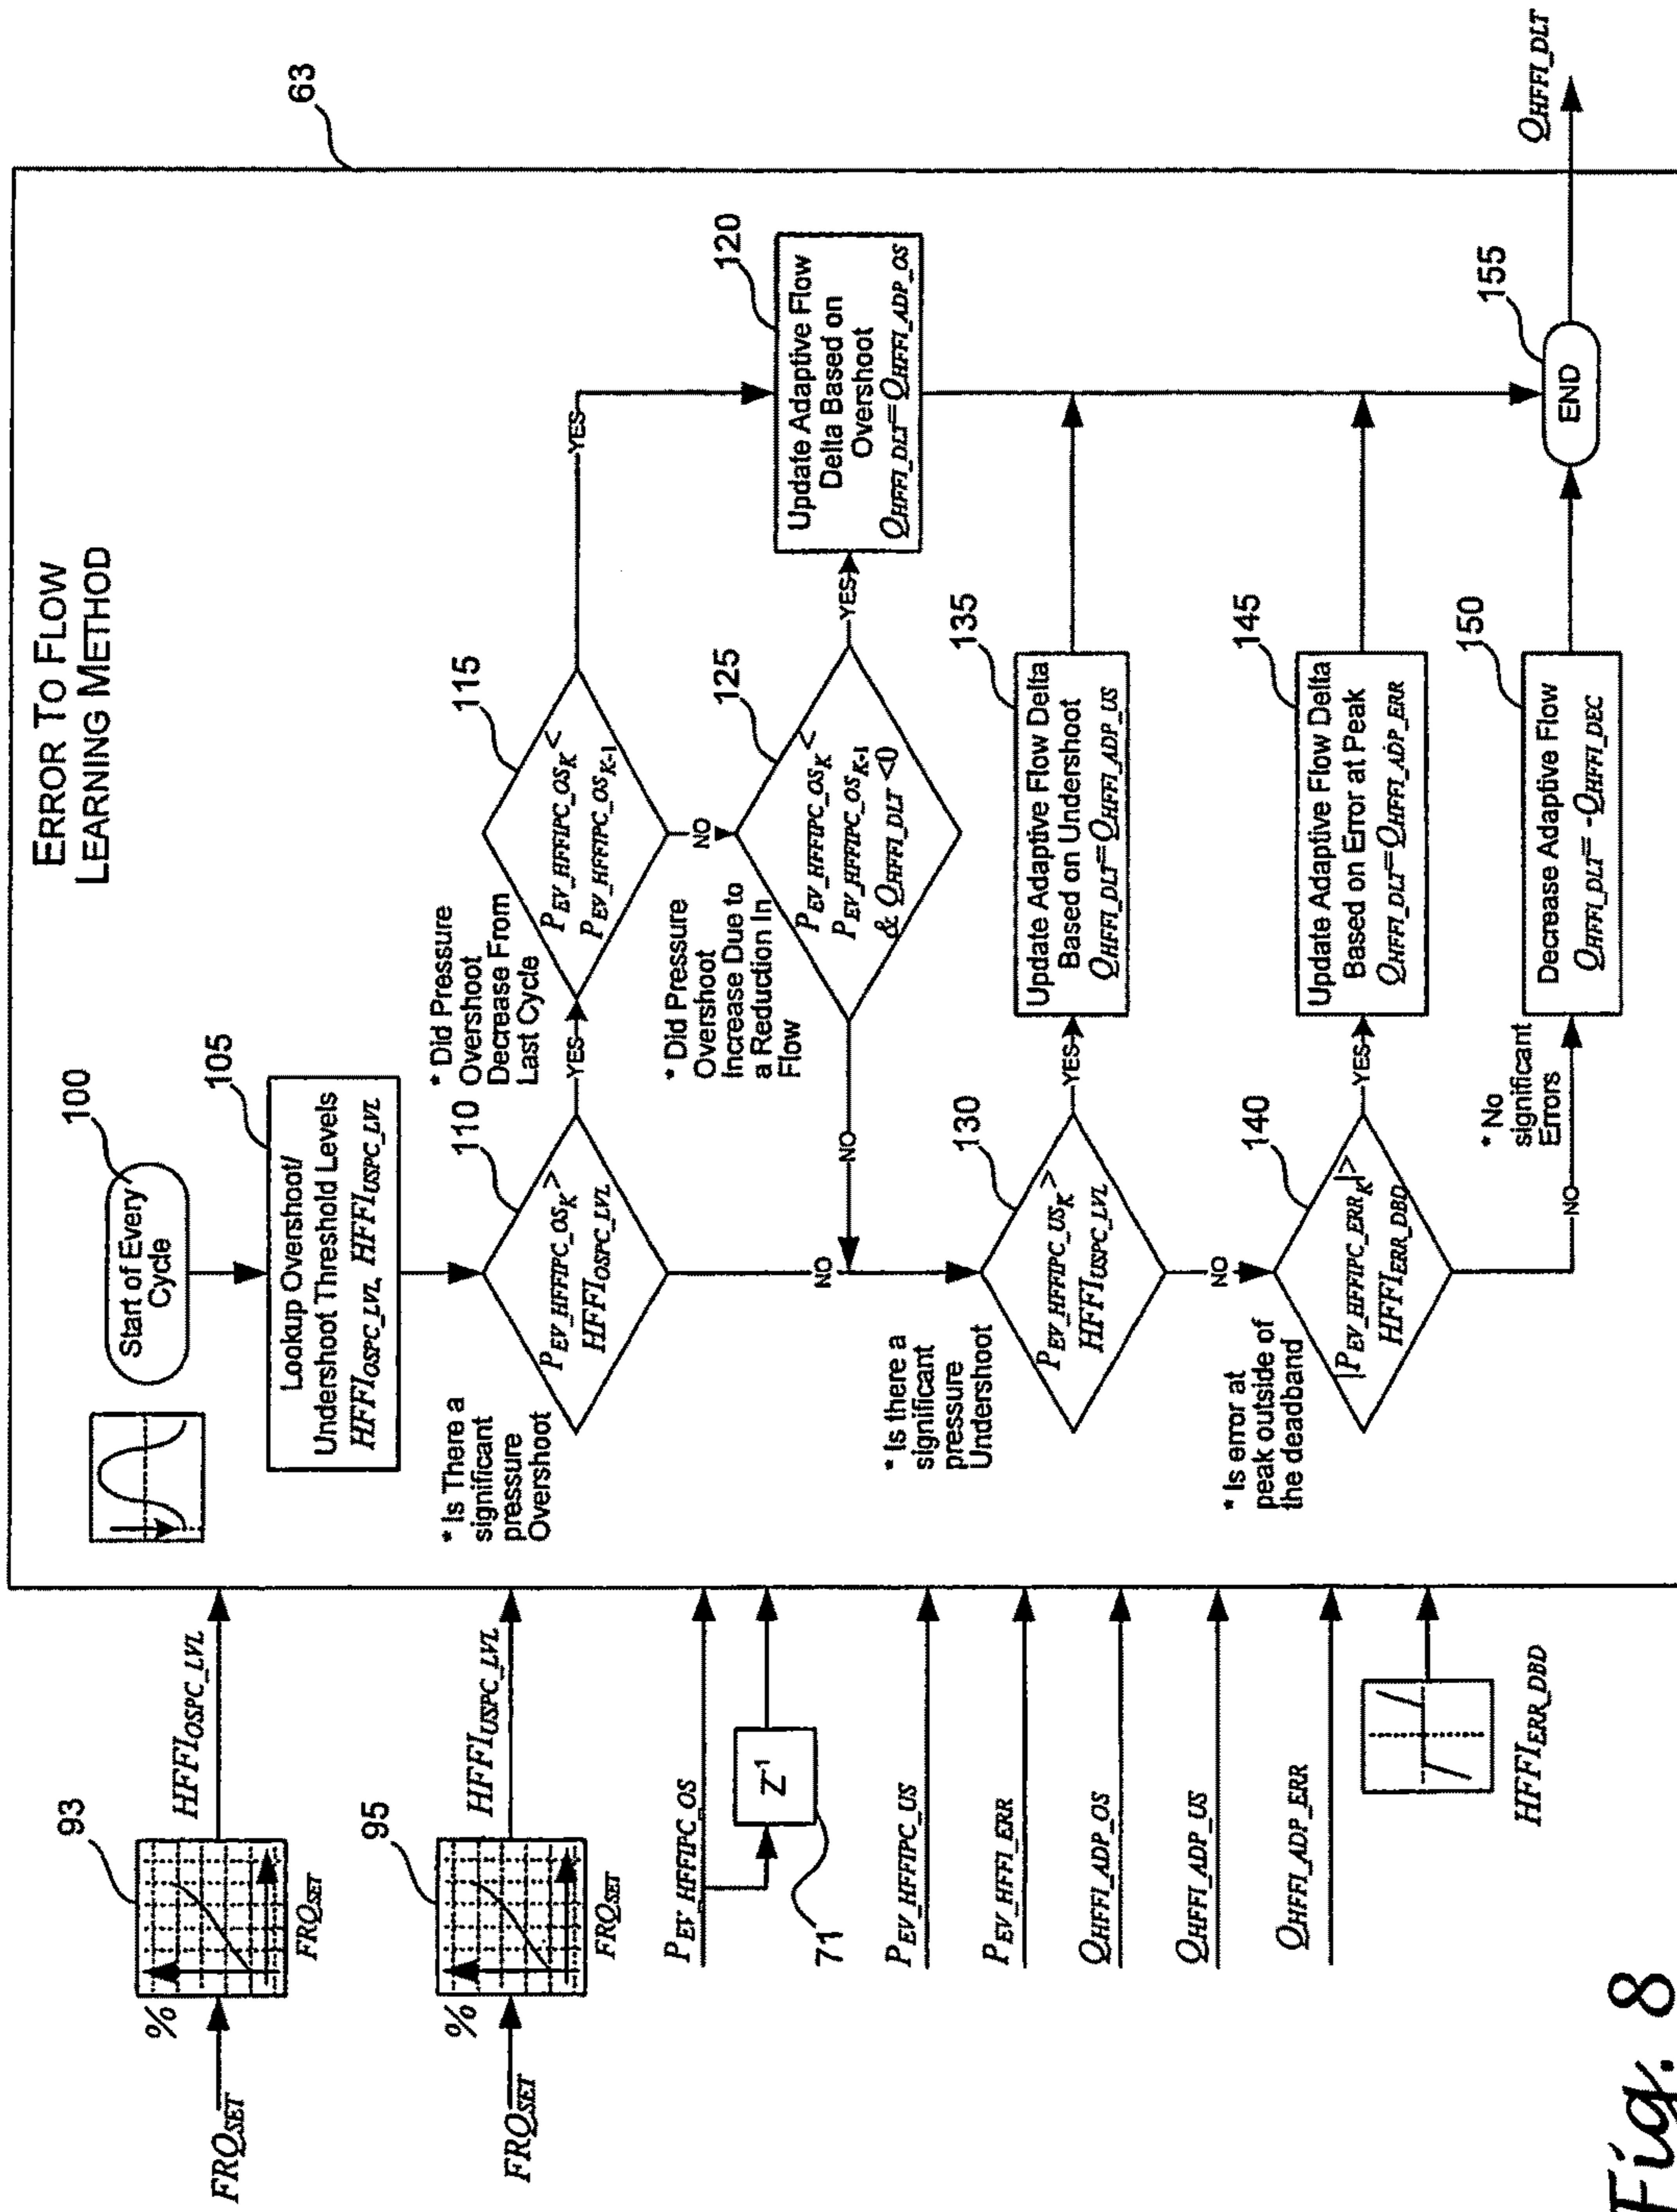 ERROR TO FLOW
LEARNING METHOD
63
100
Start of Every
Cycle
105
Lookup Overshoot/
Undershoot Threshold Levels
HFFI_OSPC_LVL, HFFI_USPC_LVL
* Is There a
significant
pressure
Overshoot
110
P_EV_HFFIPC_OS_K >
HFFI_OSPC_LVL
YES
NO
* Did Pressure
Overshoot
Decrease From
Last Cycle
115
P_EV_HFFIPC_OS_K <
P_EV_HFFIPC_OS_K-1
YES
NO
* Did Pressure
Overshoot
Increase Due to
a Reduction In
Flow
125
P_EV_HFFIPC_OS_K <
P_EV_HFFIPC_OS_K-1
& Q_HFFI_DLT <0
YES
NO
120
Update Adaptive Flow
Delta Based on
Overshoot
Q_HFFI_DLT=Q_HFFI_ADP_OS
* Is there a
significant
pressure
Undershoot
130
P_EV_HFFIPC_US_K >
HFFI_USPC_LVL
YES
NO
135
Update Adaptive Flow Delta
Based on Undershoot
Q_HFFI_DLT=Q_HFFI_ADP_US
* Is error at
peak outside of
the deadband
140
|P_EV_HFFIPC_ERR_K|>
HFFI_ERR_DBD
YES
NO
145
Update Adaptive Flow Delta
Based on Error at Peak
Q_HFFI_DLT=Q_HFFI_ADP_ERR
* No
significant
Errors
150
Decrease Adaptive Flow
Q_HFFI_DLT= -Q_HFFI_DEC
155
END
Q_HFFI_DLT
FRQ_SET
%
93
FRQ_SET
HFFI_OSPC_LVL
FRQ_SET
%
95
FRQ_SET
HFFI_USPC_LVL
P_EV_HFFIPC_OS
Z^-1
71
P_EV_HFFIPC_US
P_EV_HFFI_ERR
Q_HFFI_ADP_OS
Q_HFFI_ADP_US
Q_HFFI_ADP_ERR
HFFI_ERR_DBD
Fig. 8